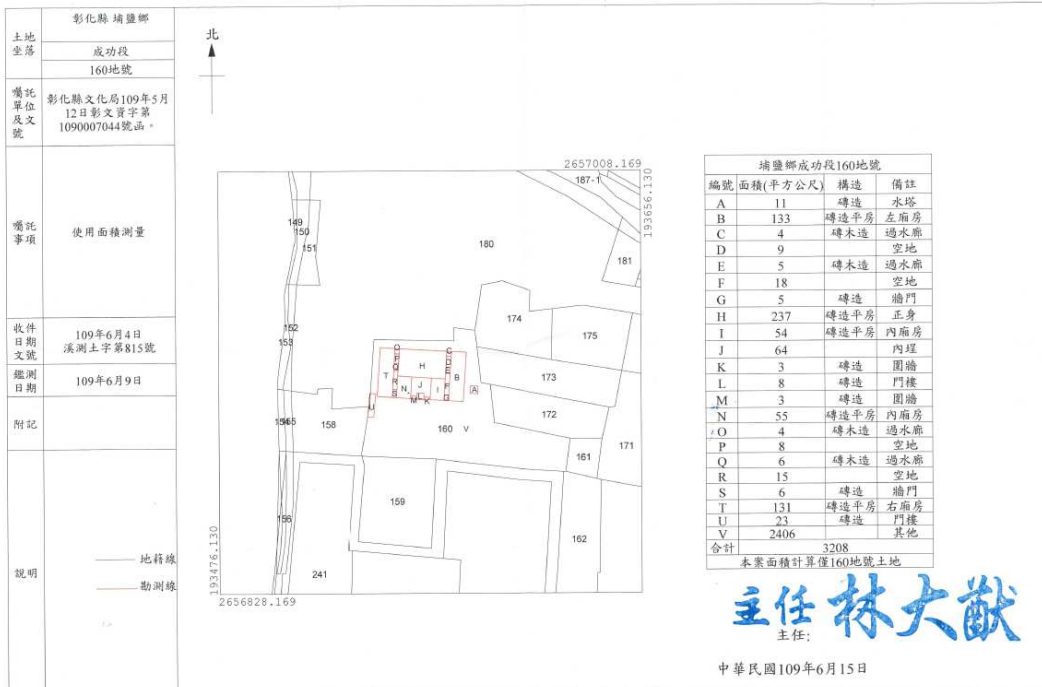 土地
坐落
彰化縣 埔鹽鄉
成功段
160地號
囑託
單位
及文
號
彰化縣文化局109年5月
12日彰文資字第
1090007044號函。
囑託
事項
使用面積測量
收件
日期
文號
109年6月4日
溪測土字第815號
鑑測
日期
109年6月9日
附記
說明
地籍線
勘測線
北
2657008.169
193656.130
187-1
149
150
151
180
181
152
153
174
175
173
172
171
O
P
Q
R
S
T
H
C
D
E
F
G
B
A
N
J
I
M
L
K
U
154
155
158
160
V
161
159
156
162
241
193476.130
2656828.169
埔鹽鄉成功段160地號
編號 面積(平方公尺) 構造 備註
A 11 磚造 水塔
B 133 磚造平房 左廂房
C 4 磚木造 過水廊
D 9 空地
E 5 磚木造 過水廊
F 18 空地
G 5 磚造 牆門
H 237 磚造平房 正身
I 54 磚造平房 內廂房
J 64 內埕
K 3 磚造 圍牆
L 8 磚造 門樓
M 3 磚造 圍牆
N 55 磚造平房 內廂房
O 4 磚木造 過水廊
P 8 空地
Q 6 磚木造 過水廊
R 15 空地
S 6 磚造 牆門
T 131 磚造平房 右廂房
U 23 磚造 門樓
V 2406 其他
合計 3208
本案面積計算僅160地號土地
主任 林大猷
主任:
中華民國109年6月15日